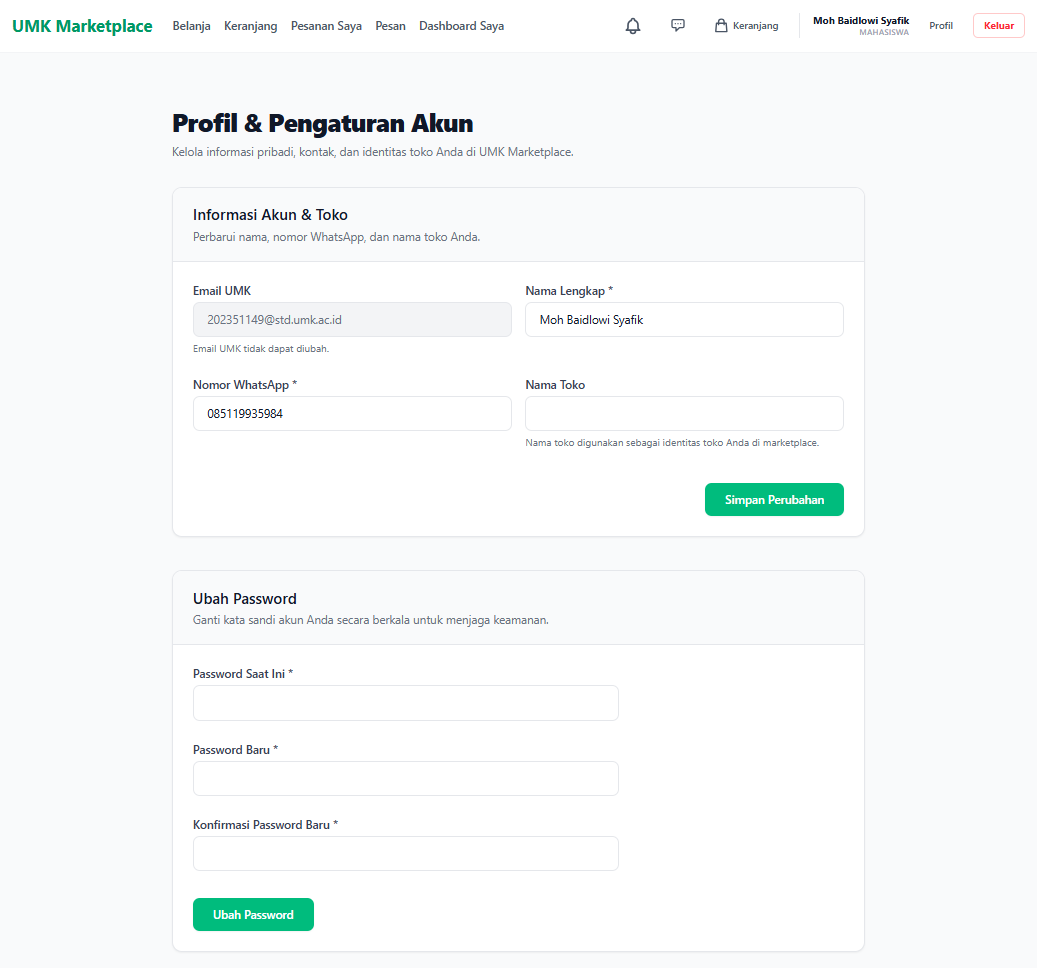 UMK Marketplace Belanja Keranjang Pesanan Saya Pesan Dashboard Saya Keranjang Moh Baidlowi Syafik Profil Keluar
MAHASISWA
Profil & Pengaturan Akun
Kelola informasi pribadi, kontak, dan identitas toko Anda di UMK Marketplace.
Informasi Akun & Toko
Perbarui nama, nomor WhatsApp, dan nama toko Anda.
Email UMK
202351149@std.umk.ac.id
Email UMK tidak dapat diubah.
Nama Lengkap *
Moh Baidlowi Syafik
Nomor WhatsApp *
085119935984
Nama Toko
Nama toko digunakan sebagai identitas toko Anda di marketplace.
Simpan Perubahan
Ubah Password
Ganti kata sandi akun Anda secara berkala untuk menjaga keamanan.
Password Saat Ini *
Password Baru *
Konfirmasi Password Baru *
Ubah Password